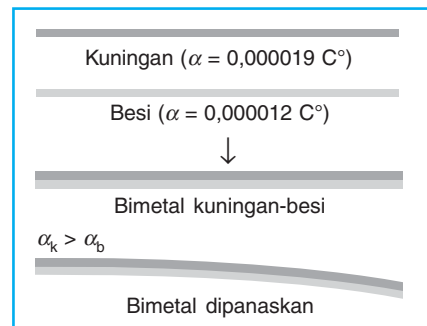 Kuningan (α = 0,000019 C°)
Besi (α = 0,000012 C°)
↓
Bimetal kuningan-besi
αk > αb
Bimetal dipanaskan